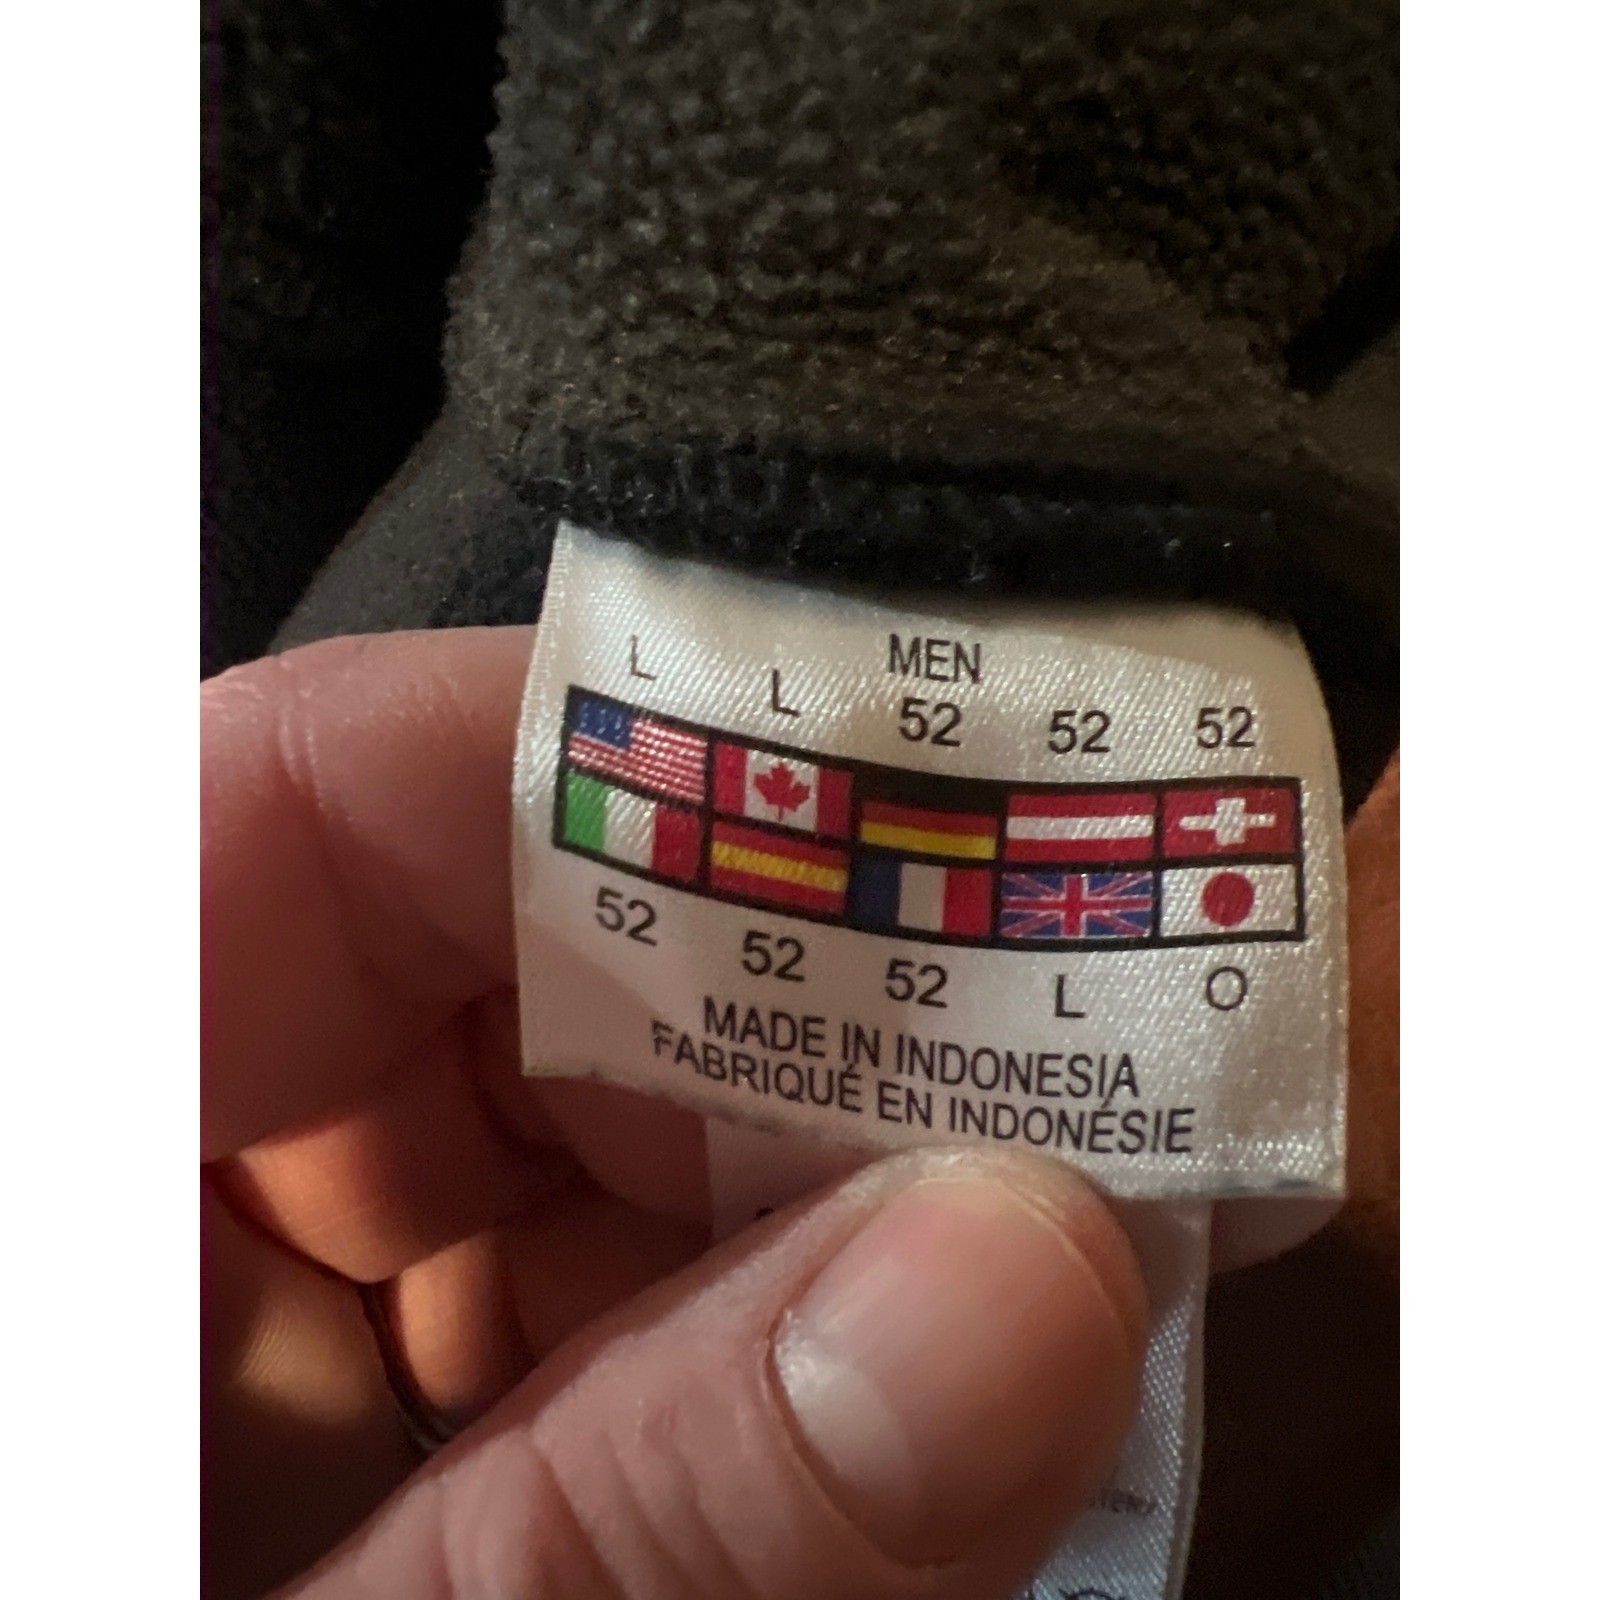 MEN
L L 52 52 52
52 52 52 L O
MADE IN INDONESIA
FABRIQUÉ EN INDONÉSIE